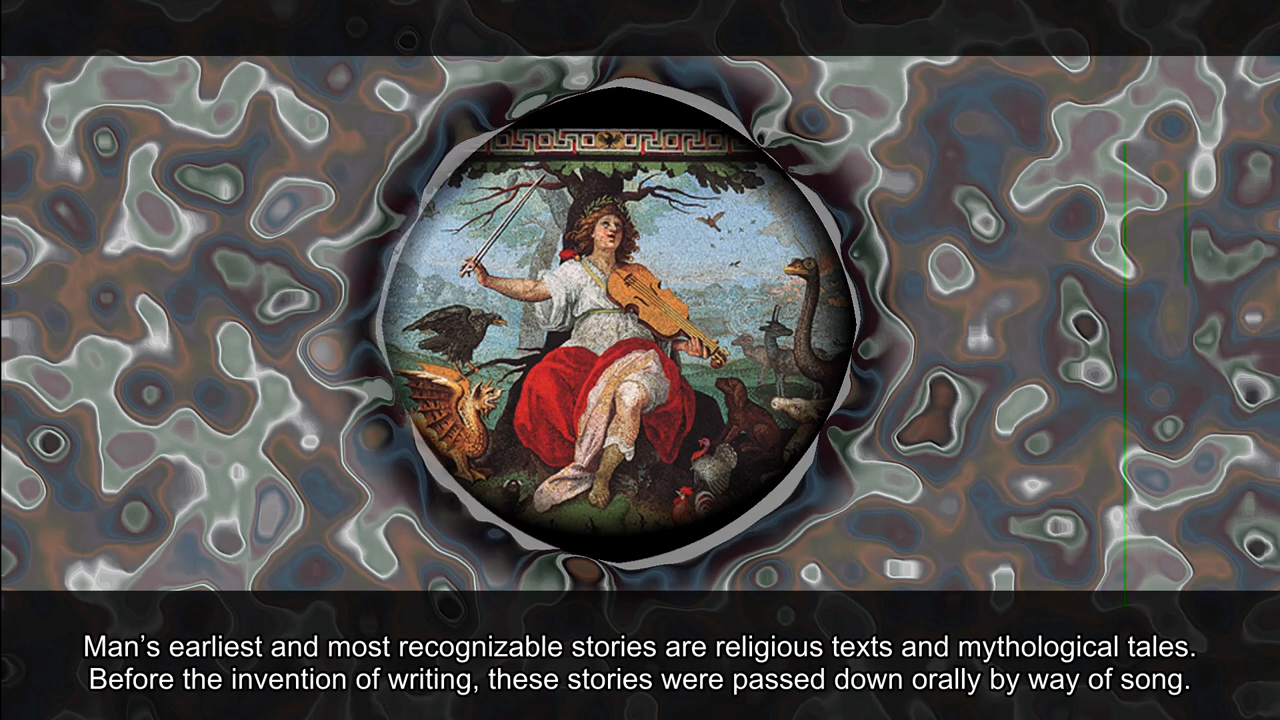 Man’s earliest and most recognizable stories are religious texts and mythological tales.
Before the invention of writing, these stories were passed down orally by way of song.